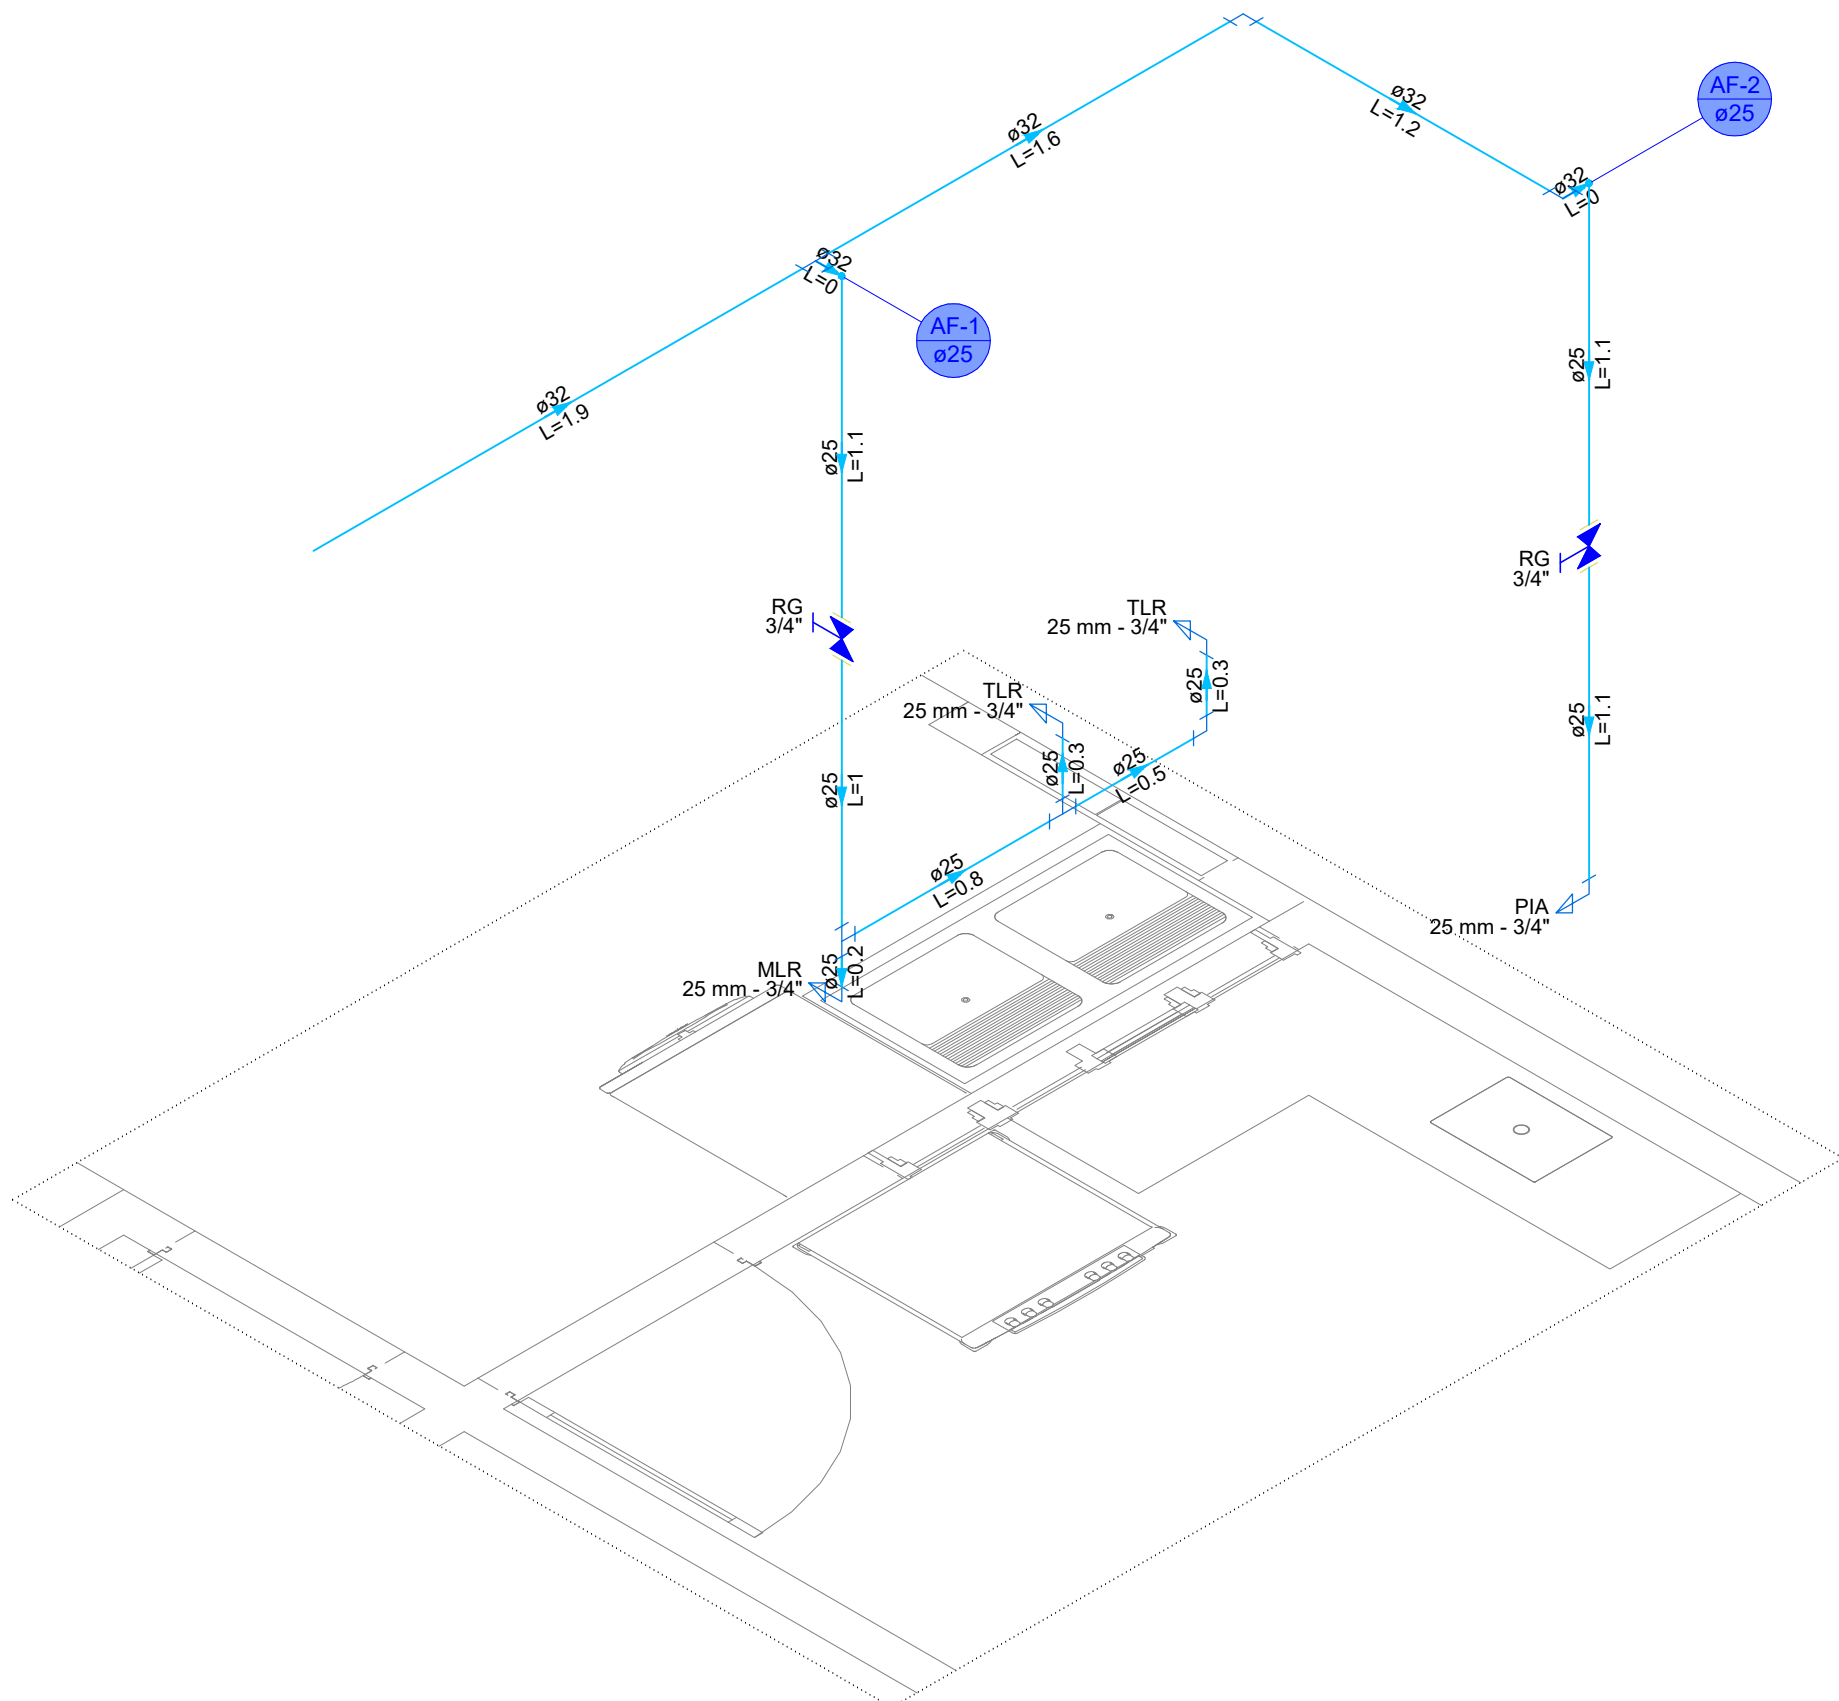 ø32
L=1.2
AF-2
ø25
ø32
L=1.6
ø32
L=0
ø32
L=0
AF-1
ø25
ø32
L=1.9
ø25
L=1.1
ø25
L=1.1
RG
3/4"
RG
3/4"
TLR
25 mm - 3/4"
TLR
25 mm - 3/4"
ø25
L=0.3
ø25
L=0.3
ø25
L=0.5
ø25
L=1
ø25
L=1.1
ø25
L=0.8
PIA
25 mm - 3/4"
MLR
25 mm - 3/4"
ø25
L=0.2